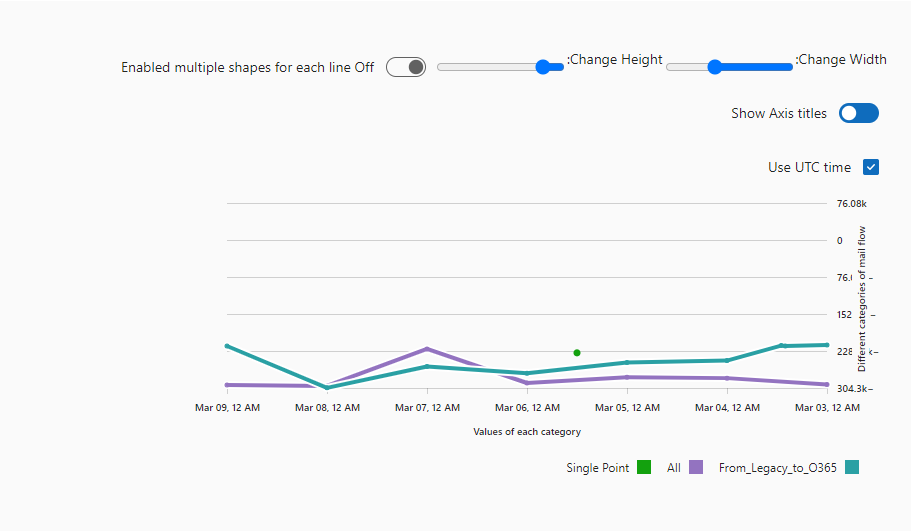 Enabled multiple shapes for each line Off
:Change Height
:Change Width
Show Axis titles
Use UTC time
76.08k
0
76.
152
228 k–
304.3k–
Different categories of mail flow
Mar 09, 12 AM Mar 08, 12 AM Mar 07, 12 AM Mar 06, 12 AM Mar 05, 12 AM Mar 04, 12 AM Mar 03, 12 AM
Values of each category
Single Point All From_Legacy_to_O365